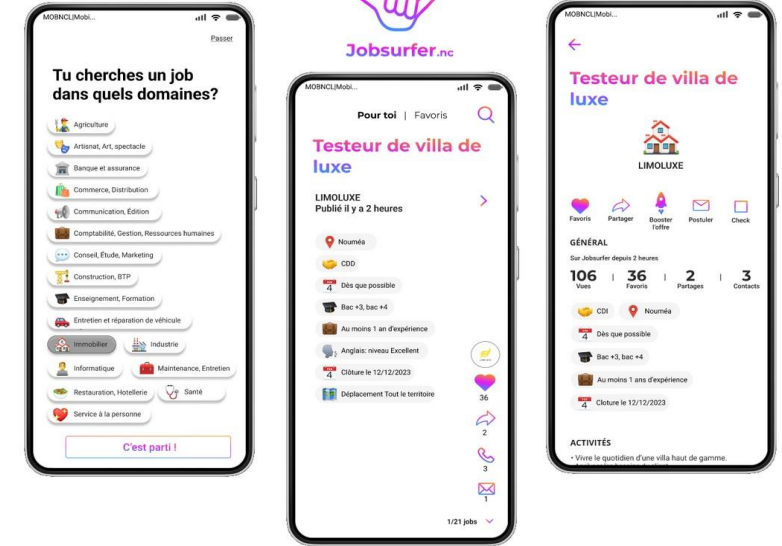 MOBNCL|Mobi...
Passer
Tu cherches un job
dans quels domaines?
Agriculture
Artisnat, Art, spectacle
Banque et assurance
Commerce, Distribution
Communication, Édition
Comptabilité, Gestion, Ressources humaines
Conseil, Étude, Marketing
Construction, BTP
Enseignement, Formation
Entretien et réparation de véhicule
Immobilier
Industrie
Informatique
Maintenance, Entretien
Restauration, Hotellerie
Santé
Service à la personne
C'est parti !
Jobsurfer.nc
MOBNCL|Mobi...
Pour toi | Favoris
Testeur de villa de
luxe
LIMOLUXE
Publié il y a 2 heures
Nouméa
CDD
4 Dès que possible
Bac +3, bac +4
Au moins 1 an d'expérience
Anglais: niveau Excellent
4 Clôture le 12/12/2023
Déplacement Tout le territoire
36
2
3
1
1/21 jobs
MOBNCL|Mobi...
Testeur de villa de
luxe
LIMOLUXE
Favoris
Partager
Booster
l'offre
Postuler
Check
GÉNÉRAL
Sur Jobsurfer depuis 2 heures
106 | 36 | 2 | 3
Vues Favoris Partages Contacts
CDI Nouméa
4 Dès que possible
Bac +3, bac +4
Au moins 1 ans d'expérience
4 Cloture le 12/12/2023
ACTIVITÉS
• Vivre le quotidien d'une villa haut de gamme.